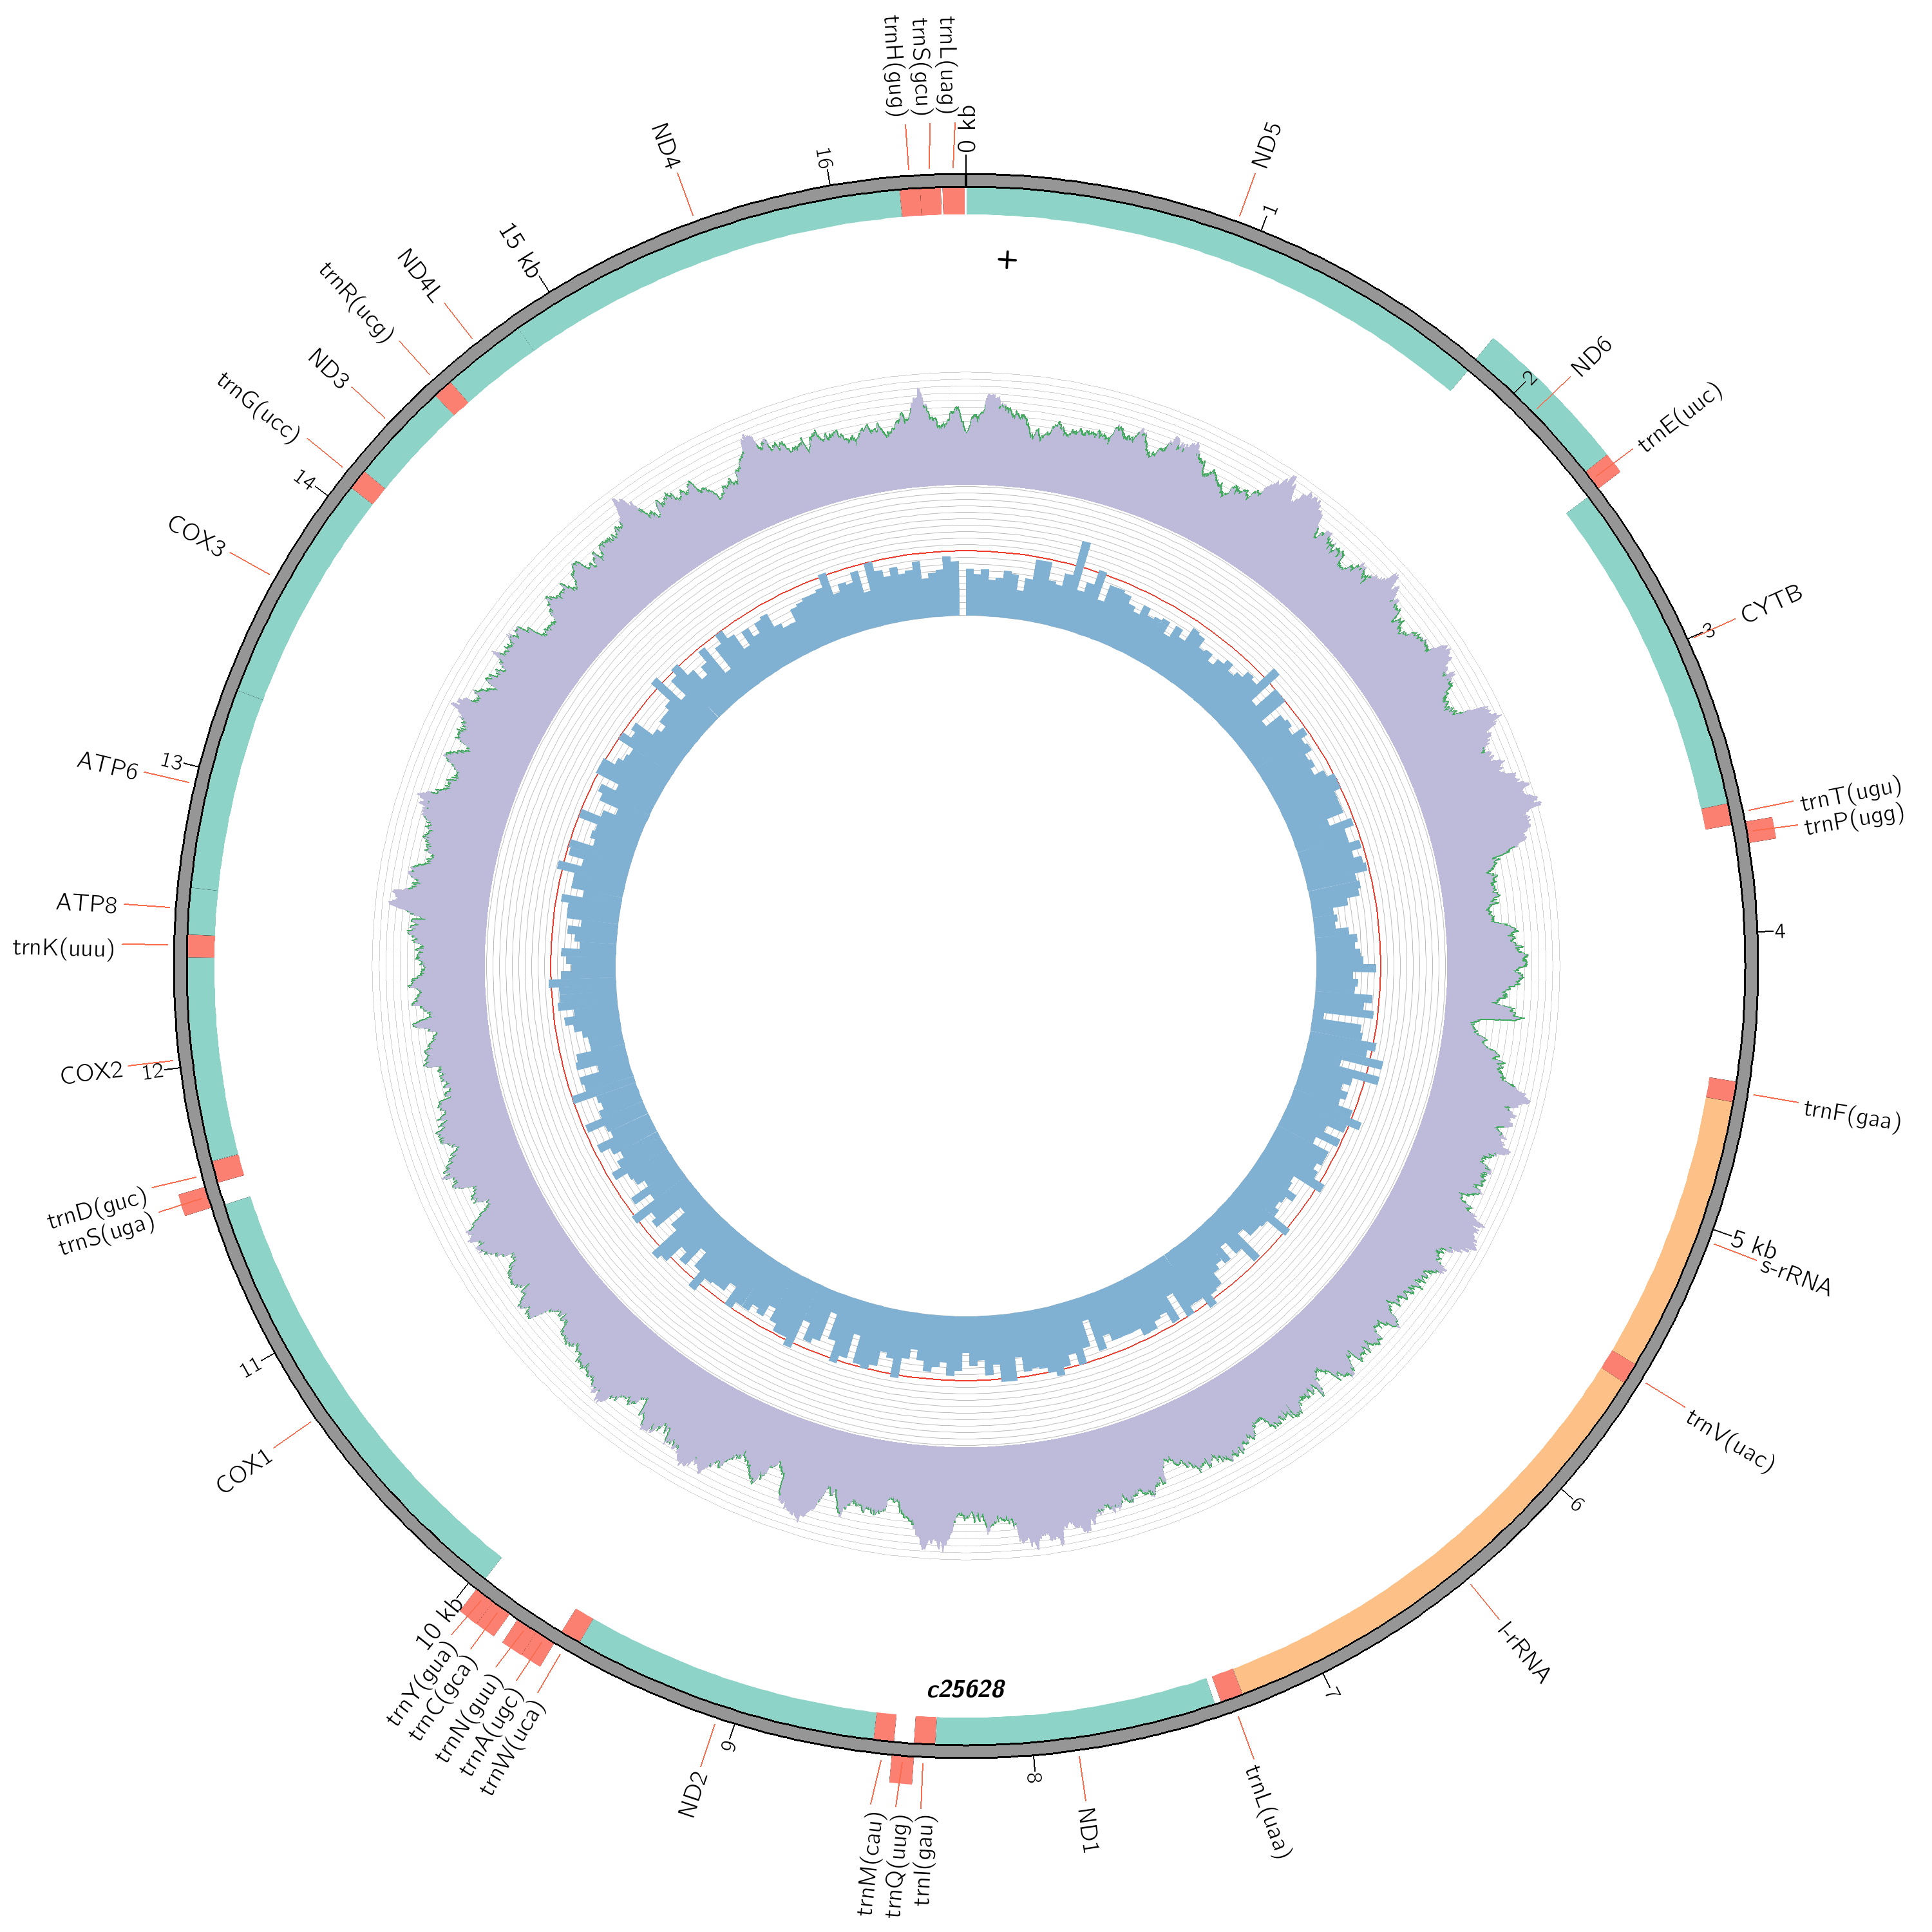 0 kb
ND5
1
ND6
2
trnE(uuc)
CYTB
3
trnT(ugu)
trnP(ugg)
4
trnF(gaa)
5 kb
s-rRNA
trnV(uac)
6
l-rRNA
7
trnL(uaa)
ND1
8
trnI(gau)
trnQ(uug)
trnM(cau)
9
ND2
trnW(uca)
trnA(ugc)
trnN(guu)
trnC(gca)
trnY(gua)
10 kb
COX1
11
trnS(uga)
trnD(guc)
12
COX2
trnK(uuu)
ATP8
ATP6
13
COX3
14
trnG(ucc)
ND3
trnR(ucg)
ND4L
15 kb
ND4
16
trnH(gug)
trnS(gcu)
trnL(uag)
+
c25628